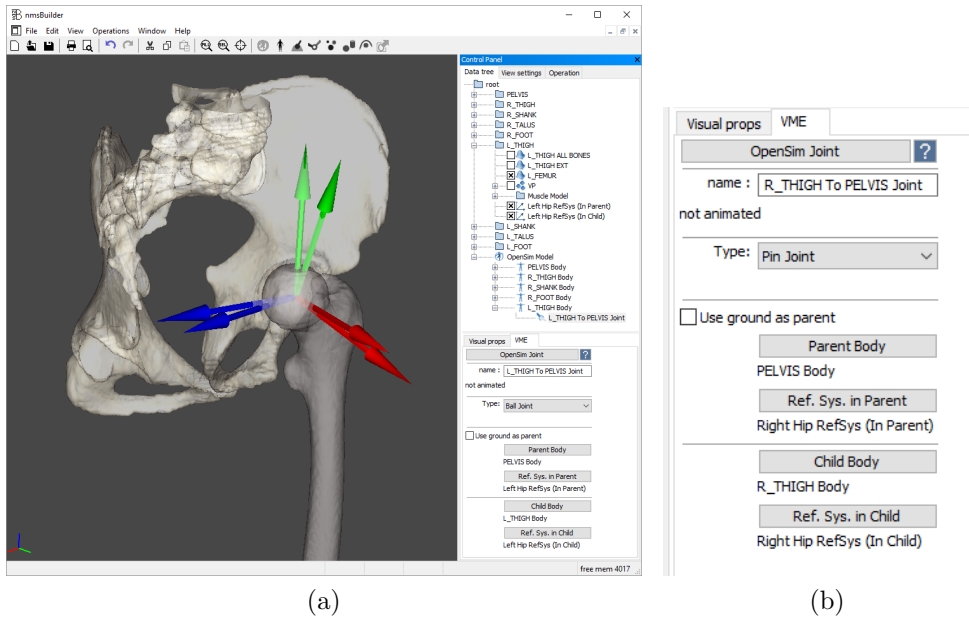 nmsBuilder
File Edit View Operations Window Help
Control Panel
Data tree View settings Operation
root
PELVIS
R_THIGH
R_SHANK
R_TALUS
R_FOOT
L_THIGH
L_THIGH ALL BONES
L_THIGH EXT
L_FEMUR
VP
Muscle Model
Left Hip RefSys (In Parent)
Left Hip RefSys (In Child)
L_SHANK
L_TALUS
L_FOOT
OpenSim Model
PELVIS Body
R_THIGH Body
R_SHANK Body
R_FOOT Body
L_THIGH Body
L_THIGH To PELVIS Joint
Visual props VME
OpenSim Joint ?
name : L_THIGH To PELVIS Joint
not animated
Type: Ball Joint
Use ground as parent
Parent Body
PELVIS Body
Ref. Sys. in Parent
Left Hip RefSys (In Parent)
Child Body
L_THIGH Body
Ref. Sys. in Child
Left Hip RefSys (In Child)
free mem 4017
(a)
Visual props VME
OpenSim Joint ?
name : R_THIGH To PELVIS Joint
not animated
Type: Pin Joint
Use ground as parent
Parent Body
PELVIS Body
Ref. Sys. in Parent
Right Hip RefSys (In Parent)
Child Body
R_THIGH Body
Ref. Sys. in Child
Right Hip RefSys (In Child)
(b)